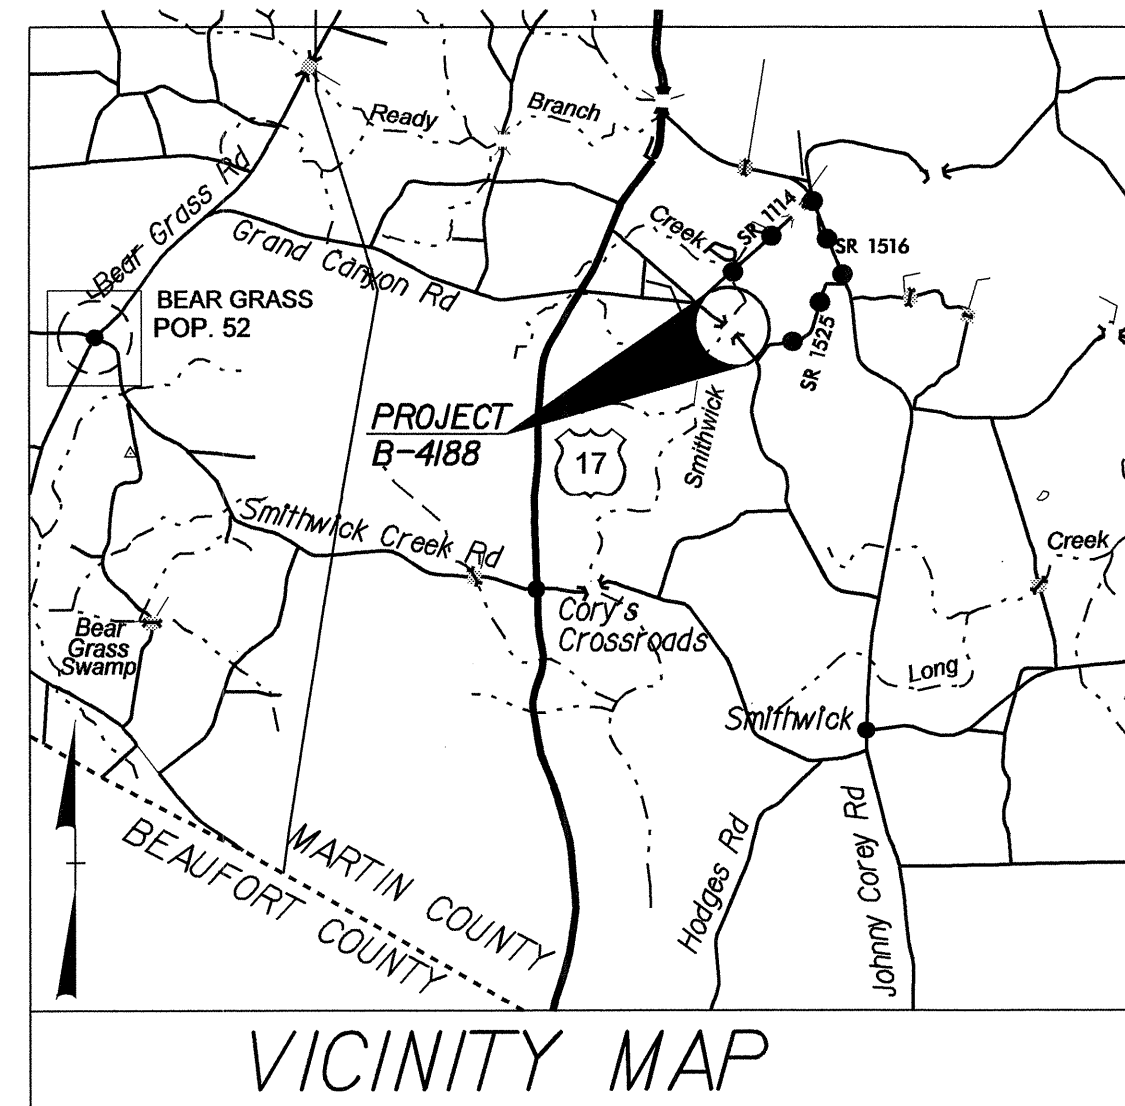 Ready
Branch
Bear Grass Rd
Grand Canyon Rd
Creek
SR 1114
SR 1516
SR 1525
BEAR GRASS
POP. 52
PROJECT
B-4188
17
Smithwick
Smithwick Creek Rd
Creek
Cory's
Crossroads
Bear
Grass
Swamp
Long
Smithwick
MARTIN COUNTY
BEAUFORT COUNTY
Hodges Rd
Johnny Corey Rd
VICINITY MAP